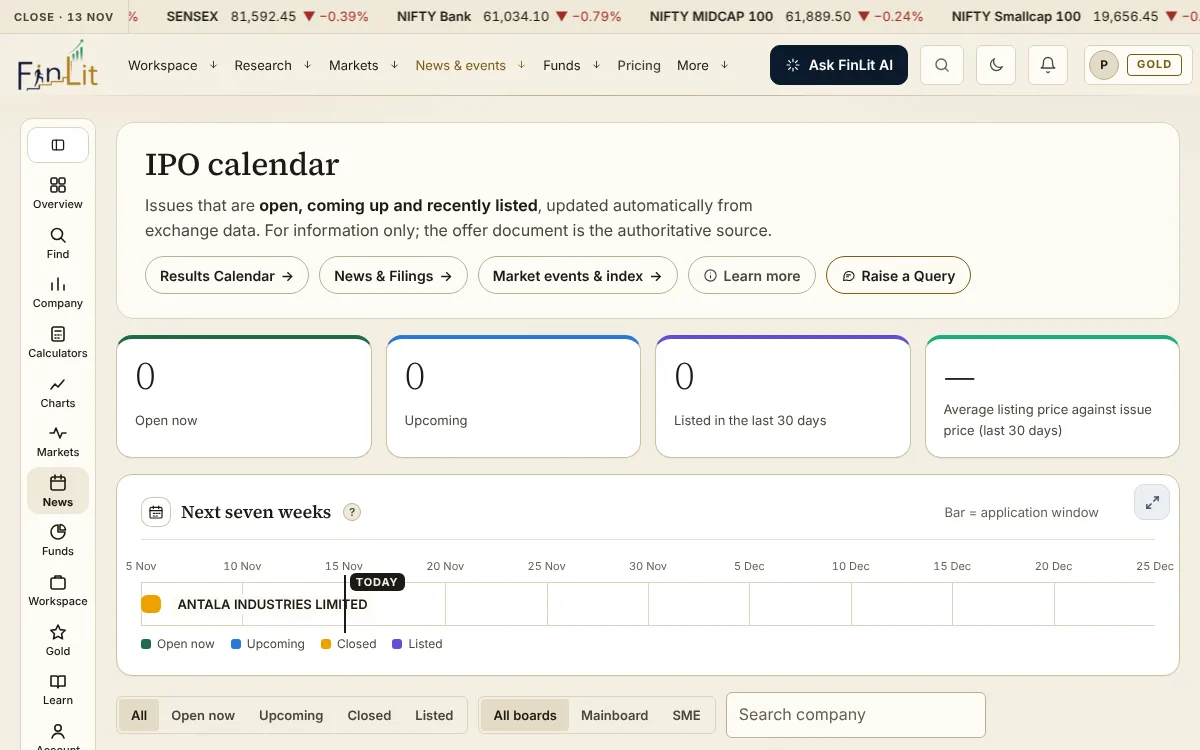 CLOSE · 13 NOV % SENSEX 81,592.45 ▼ −0.39% NIFTY Bank 61,034.10 ▼ −0.79% NIFTY MIDCAP 100 61,889.50 ▼ −0.24% NIFTY Smallcap 100 19,656.45 ▼ −0.
FinLit Workspace ↓ Research ↓ Markets ↓ News & events ↓ Funds ↓ Pricing More ↓ Ask FinLit AI P GOLD
Overview
Find
Company
Calculators
Charts
Markets
News
Funds
Workspace
Gold
Learn
Account
IPO calendar
Issues that are open, coming up and recently listed, updated automatically from
exchange data. For information only; the offer document is the authoritative source.
Results Calendar → News & Filings → Market events & index → Learn more Raise a Query
0
Open now
0
Upcoming
0
Listed in the last 30 days
—
Average listing price against issue
price (last 30 days)
Next seven weeks ? Bar = application window
5 Nov 10 Nov 15 Nov 20 Nov 25 Nov 30 Nov 5 Dec 10 Dec 15 Dec 20 Dec 25 Dec
TODAY
ANTALA INDUSTRIES LIMITED
Open now Upcoming Closed Listed
All Open now Upcoming Closed Listed All boards Mainboard SME Search company